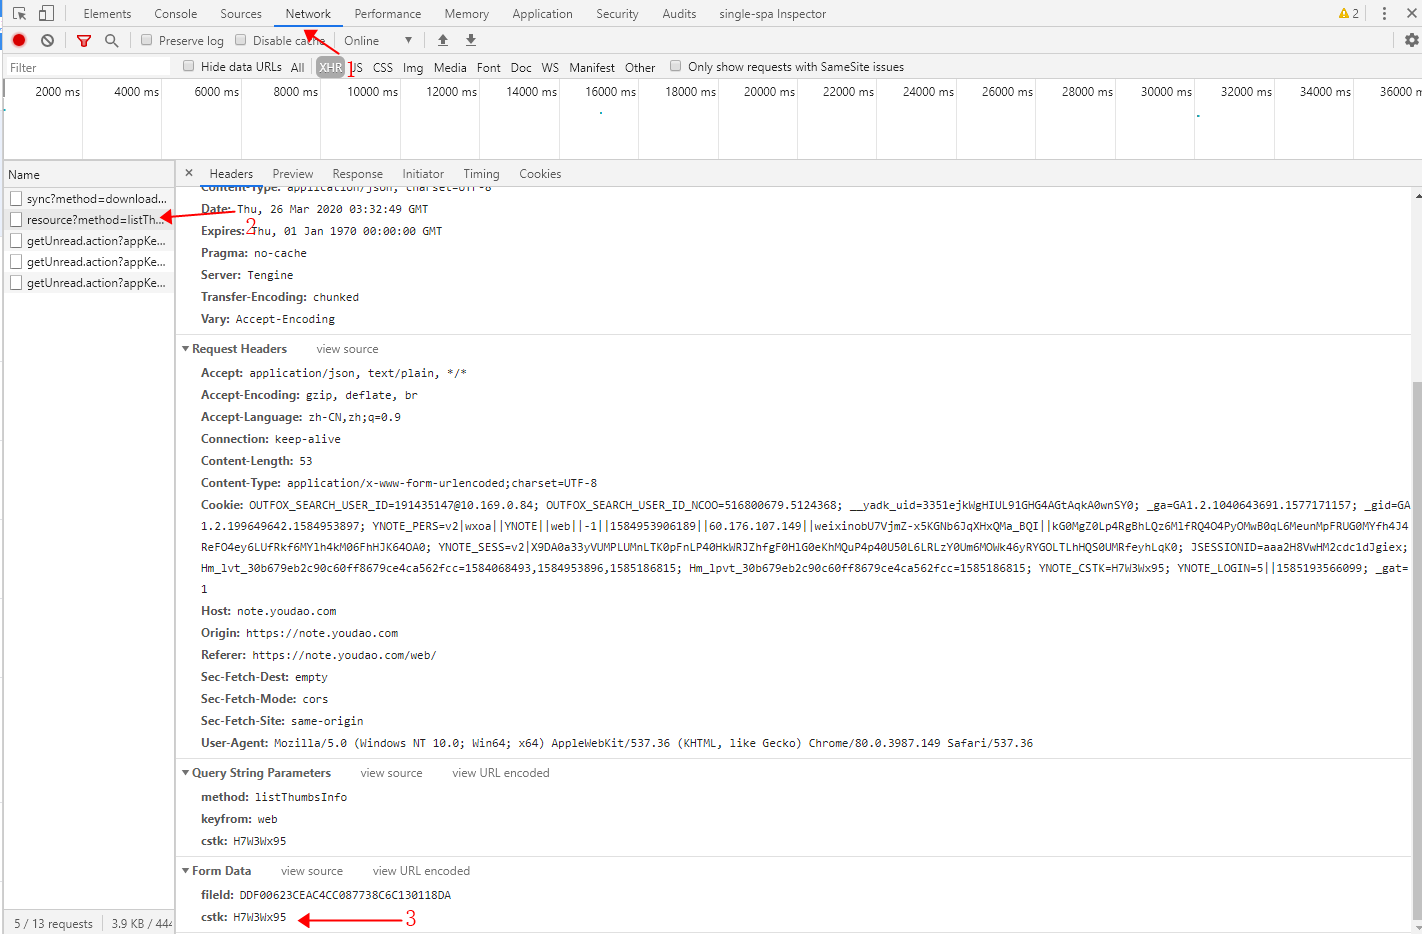 Elements Console Sources Network Performance Memory Application Security Audits single-spa Inspector 2
Preserve log Disable cache Online
Filter Hide data URLs All XHR JS CSS Img Media Font Doc WS Manifest Other Only show requests with SameSite issues
1
2000 ms 4000 ms 6000 ms 8000 ms 10000 ms 12000 ms 14000 ms 16000 ms 18000 ms 20000 ms 22000 ms 24000 ms 26000 ms 28000 ms 30000 ms 32000 ms 34000 ms 36000 m
Name
sync?method=download...
resource?method=listTh...
getUnread.action?appKe...
getUnread.action?appKe...
getUnread.action?appKe...
5 / 13 requests 3.9 KB / 444
× Headers Preview Response Initiator Timing Cookies
Content-Type: application/json, charset=UTF-8
Date: Thu, 26 Mar 2020 03:32:49 GMT
2
Expires: Thu, 01 Jan 1970 00:00:00 GMT
Pragma: no-cache
Server: Tengine
Transfer-Encoding: chunked
Vary: Accept-Encoding
Request Headers view source
Accept: application/json, text/plain, */*
Accept-Encoding: gzip, deflate, br
Accept-Language: zh-CN,zh;q=0.9
Connection: keep-alive
Content-Length: 53
Content-Type: application/x-www-form-urlencoded;charset=UTF-8
Cookie: OUTFOX_SEARCH_USER_ID=191435147@10.169.0.84; OUTFOX_SEARCH_USER_ID_NCOO=516800679.5124368; __yadk_uid=3351ejkWgHIUL91GHG4AGtAqkA0wnSY0; _ga=GA1.2.1040643691.1577171157; _gid=GA
1.2.199649642.1584953897; YNOTE_PERS=v2|wxoa||YNOTE||web||-1||1584953906189||60.176.107.149||weixinobU7VjmZ-x5KGNb6JqXHxQMa_BQI||kG0MgZ0Lp4RgBhLQz6MlfRQ4O4PyOMwB0qL6MeunMpFRUG0MYfh4J4
ReFO4ey6LUfRkf6MYlh4kM06FhHJK64OA0; YNOTE_SESS=v2|X9DA0a33yVUMPLUMnLTK0pFnLP40HkWRJZhfgF0HlG0eKhMQuP4p40U50L6LRLzY0Um6MOWk46yRYGOLTLhHQS0UMRfeyhLqK0; JSESSIONID=aaa2H8VwHM2cdc1dJgiex;
Hm_lvt_30b679eb2c90c60ff8679ce4ca562fcc=1584068493,1584953896,1585186815; Hm_lpvt_30b679eb2c90c60ff8679ce4ca562fcc=1585186815; YNOTE_CSTK=H7W3Wx95; YNOTE_LOGIN=5||1585193566099; _gat=
1
Host: note.youdao.com
Origin: https://note.youdao.com
Referer: https://note.youdao.com/web/
Sec-Fetch-Dest: empty
Sec-Fetch-Mode: cors
Sec-Fetch-Site: same-origin
User-Agent: Mozilla/5.0 (Windows NT 10.0; Win64; x64) AppleWebKit/537.36 (KHTML, like Gecko) Chrome/80.0.3987.149 Safari/537.36
Query String Parameters view source view URL encoded
method: listThumbsInfo
keyfrom: web
cstk: H7W3Wx95
Form Data view source view URL encoded
fileId: DDF00623CEAC4CC087738C6C130118DA
cstk: H7W3Wx95 3